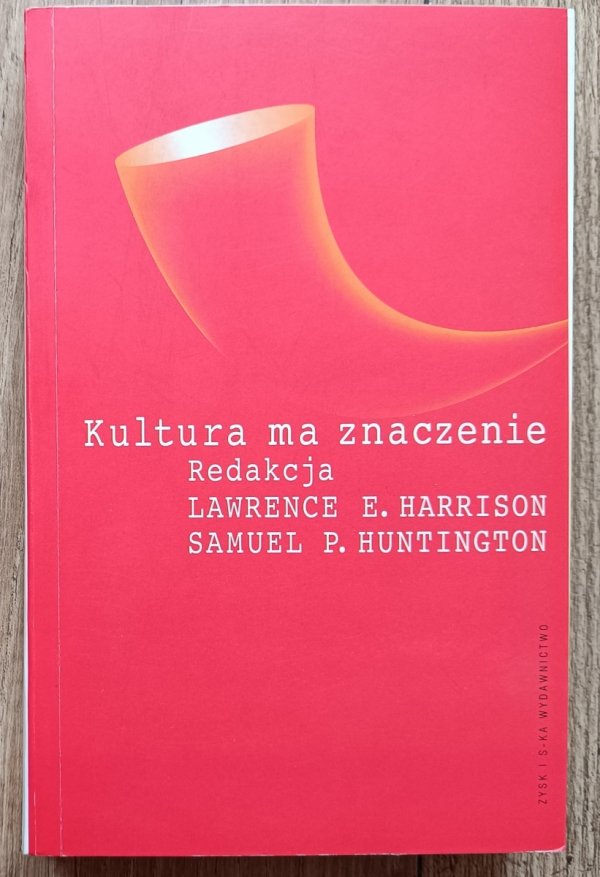 Kultura ma znaczenie
Redakcja
LAWRENCE E. HARRISON
SAMUEL P. HUNTINGTON
ZYSK I S-KA WYDAWNICTWO